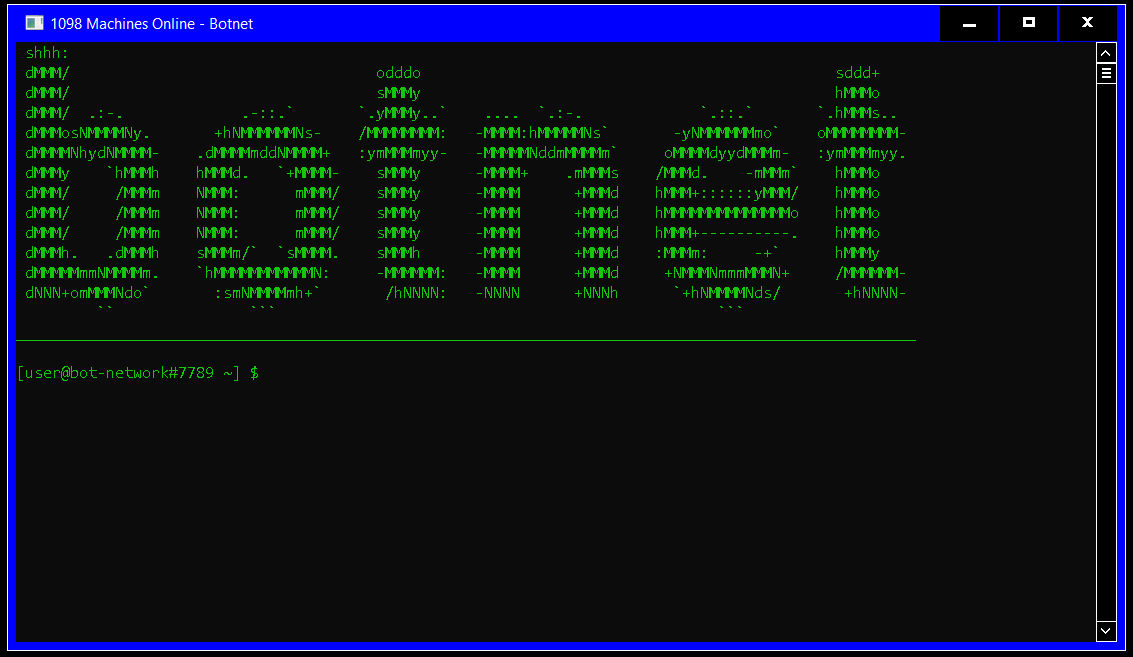 1098 Machines Online - Botnet
shhh:
dMMM/                                  odddo                                              sddd+
dMMM/                                  sMMMy                                              hMMMo
dMMM/  .:-.             .-::.`       `.yMMMy..`    ....  `.:-.             `.::.`       `.hMMMs..
dMMMosNMMMMNy.       +hNMMMMMMNs-    /MMMMMMMM:   -MMMM:hMMMMMNs`       -yNMMMMMMmo`    oMMMMMMMM-
dMMMMNhydNMMMM-    .dMMMMmddNMMMM+   :ymMMMmyy-   -MMMMMNddmMMMMm`     oMMMMdyydMMMm-   :ymMMMmyy.
dMMMy    `hMMMh    hMMMd.   `+MMMM-    sMMMy      -MMMM+    .mMMMs    /MMMd.    -mMMm`    hMMMo
dMMM/     /MMMm    NMMM:      mMMM/    sMMMy      -MMMM      +MMMd    hMMM+::::::yMMM/    hMMMo
dMMM/     /MMMm    NMMM:      mMMM/    sMMMy      -MMMM      +MMMd    hMMMMMMMMMMMMMMo    hMMMo
dMMM/     /MMMm    NMMM:      mMMM/    sMMMy      -MMMM      +MMMd    hMMM+----------.    hMMMo
dMMMh.   .dMMMh    sMMMm/`  `sMMMM.    sMMMh      -MMMM      +MMMd    :MMMm:     -+`      hMMMy
dMMMMMmmNMMMMm.    `hMMMMMMMMMMMN:     -MMMMMM:   -MMMM      +MMMd     +NMMMNmmmMMMN+     /MMMMMM-
dNNN+omMMMNdo`       :smNMMMMmh+`       /hNNNN:   -NNNN      +NNNh      `+hNMMMMNds/       +hNNNN-
        ``               ```                                                 ```
[user@bot-network#7789 ~] $